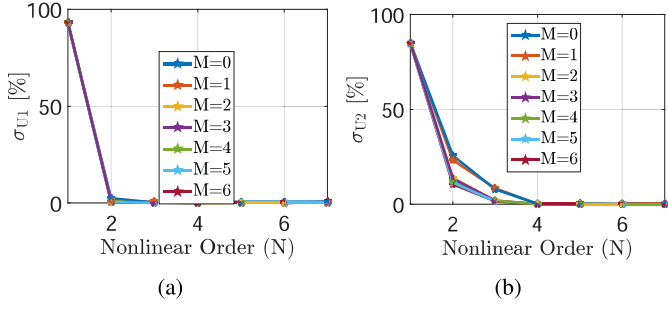 100
50
0
σU1 [%]
M=0
M=1
M=2
M=3
M=4
M=5
M=6
2 4 6
Nonlinear Order (N)
(a)
100
50
0
σU2 [%]
M=0
M=1
M=2
M=3
M=4
M=5
M=6
2 4 6
Nonlinear Order (N)
(b)